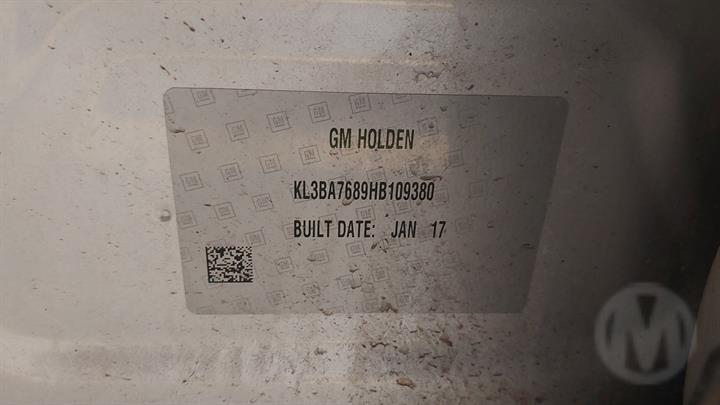 GM HOLDEN
KL3BA7689HB109380
BUILT DATE: JAN 17
M